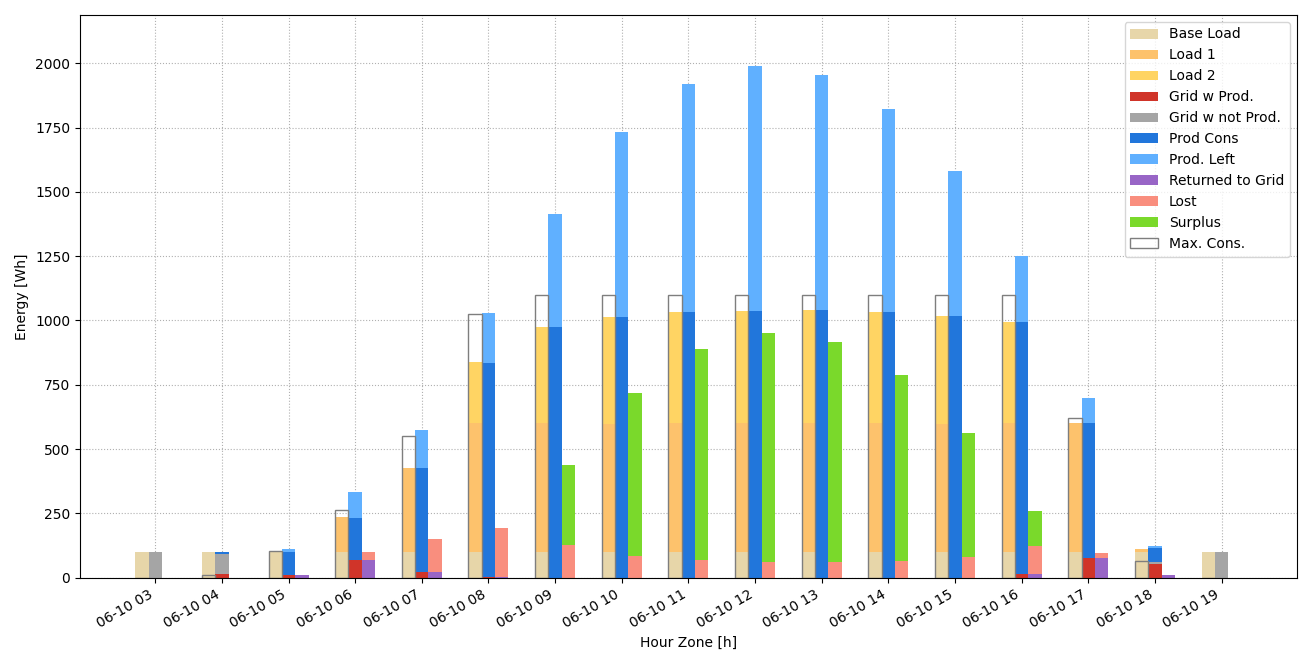 Energy [Wh]
2000
1750
1500
1250
1000
750
500
250
0
Base Load
Load 1
Load 2
Grid w Prod.
Grid w not Prod.
Prod Cons
Prod. Left
Returned to Grid
Lost
Surplus
Max. Cons.
06-10 03
06-10 04
06-10 05
06-10 06
06-10 07
06-10 08
06-10 09
06-10 10
06-10 11
06-10 12
06-10 13
06-10 14
06-10 15
06-10 16
06-10 17
06-10 18
06-10 19
Hour Zone [h]